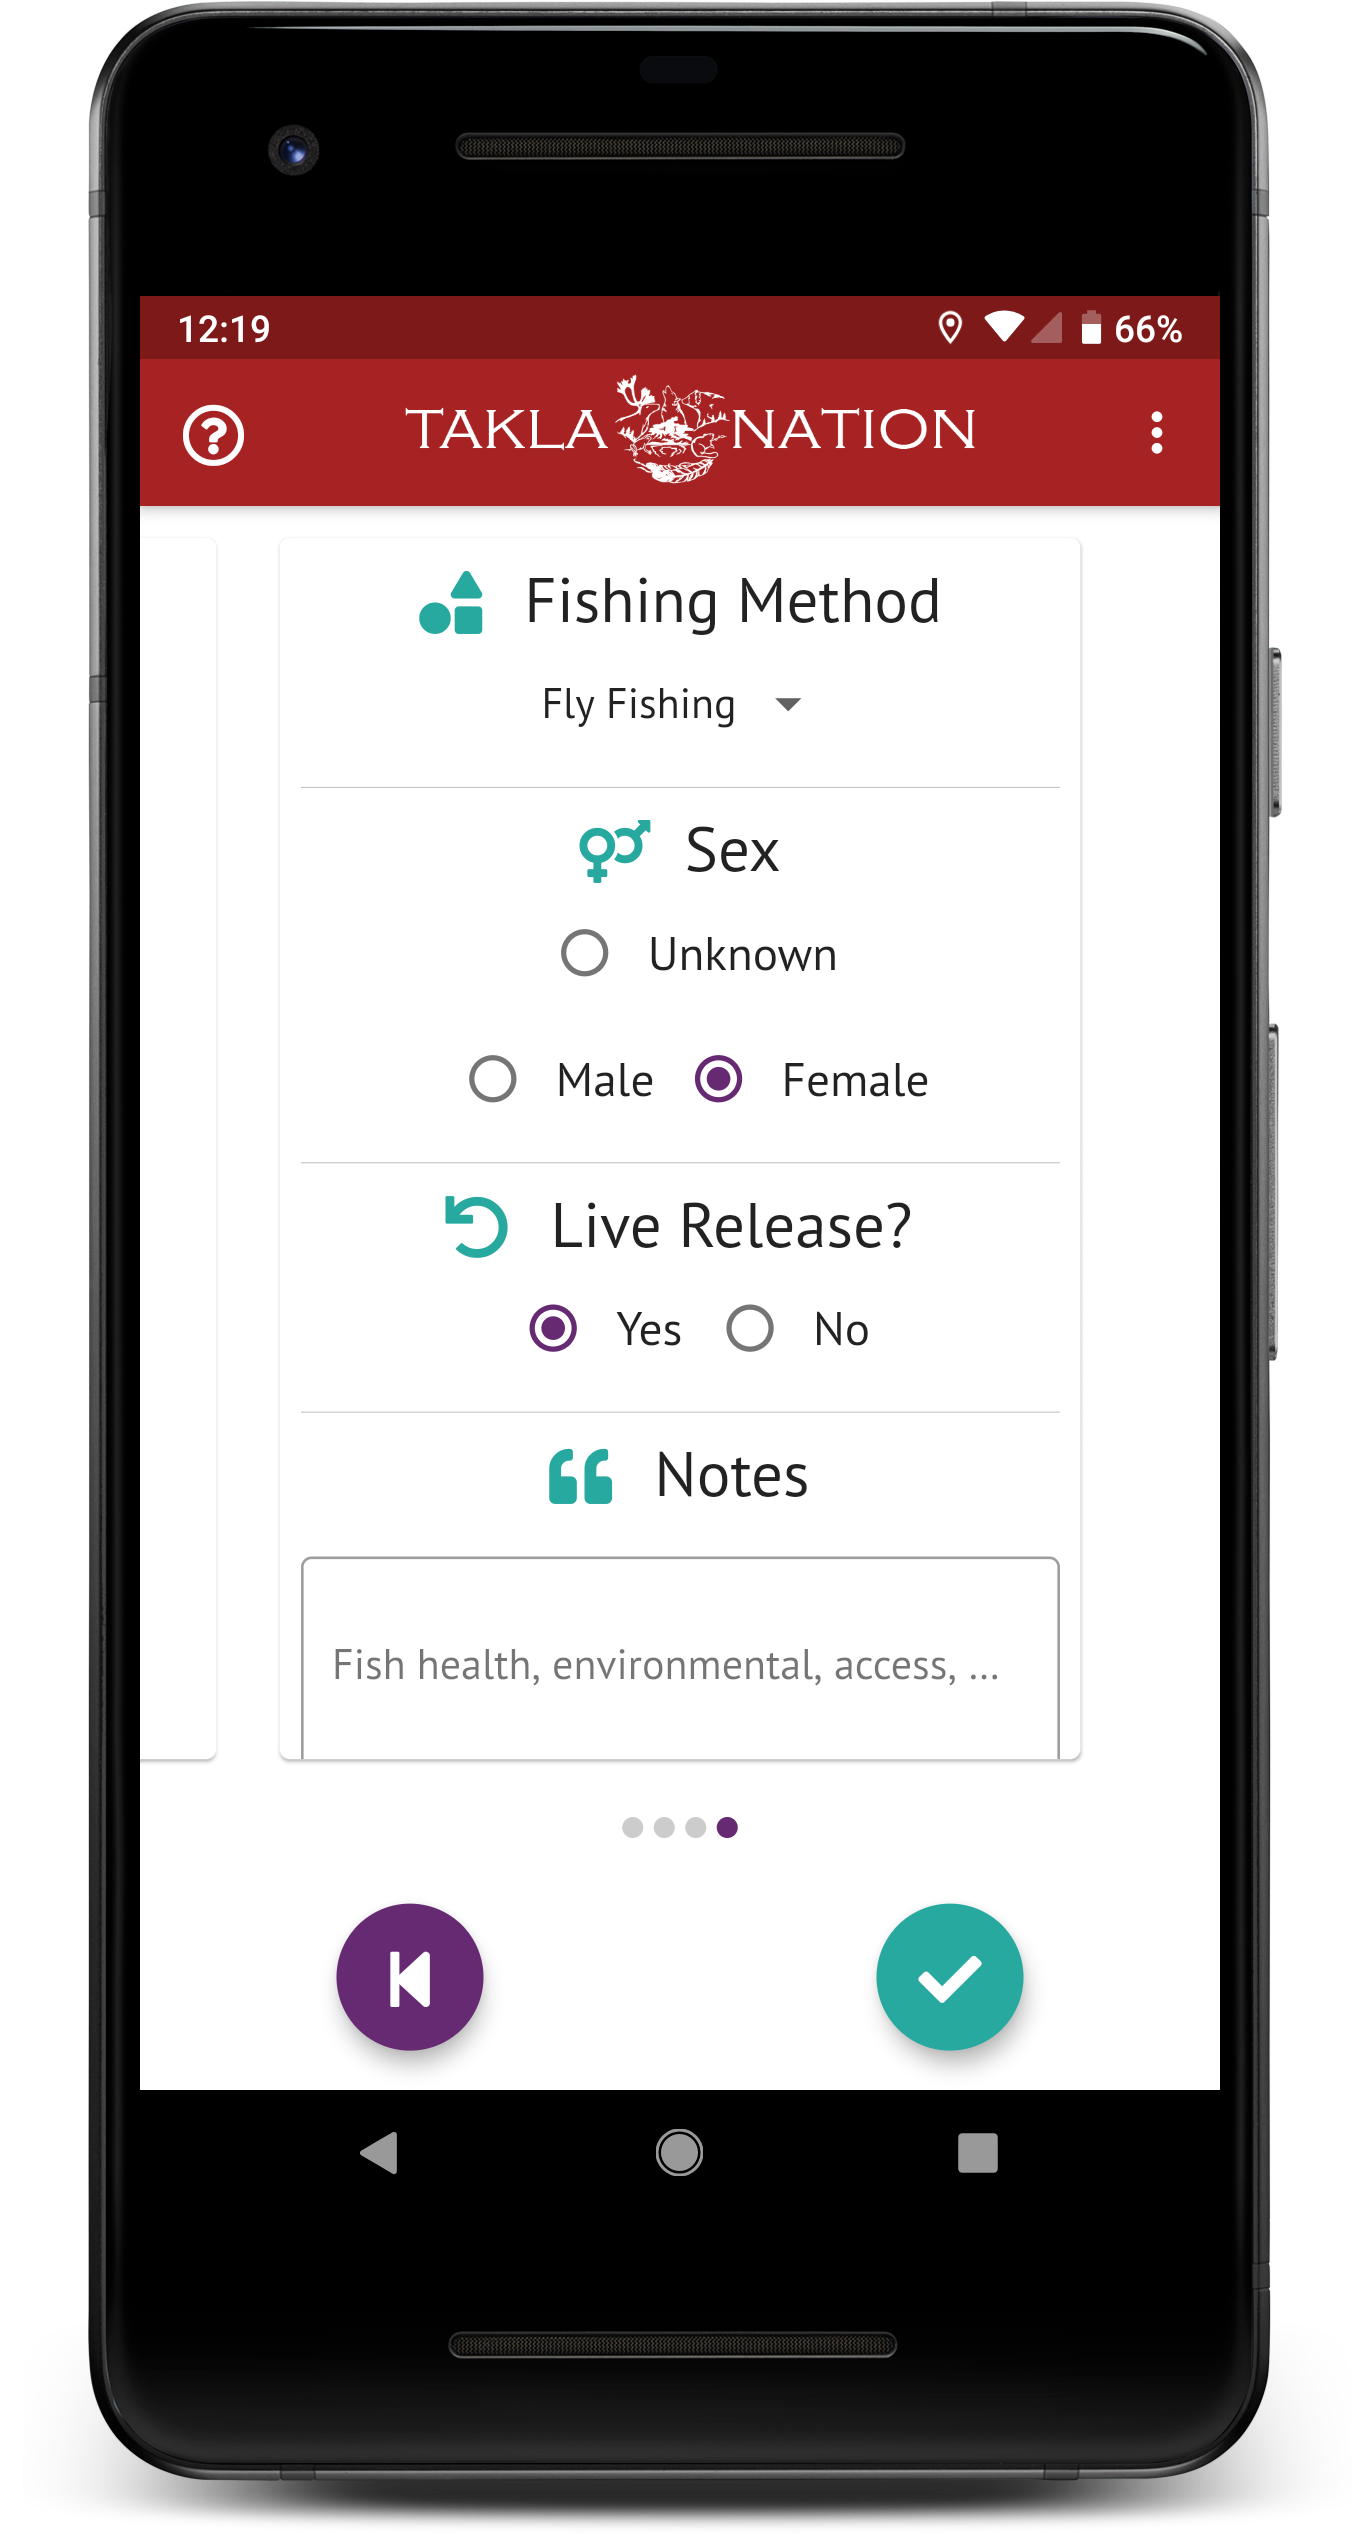 12:19 66%
TAKLA NATION
Fishing Method
Fly Fishing
Sex
Unknown
Male Female
Live Release?
Yes No
Notes
Fish health, environmental, access, ...